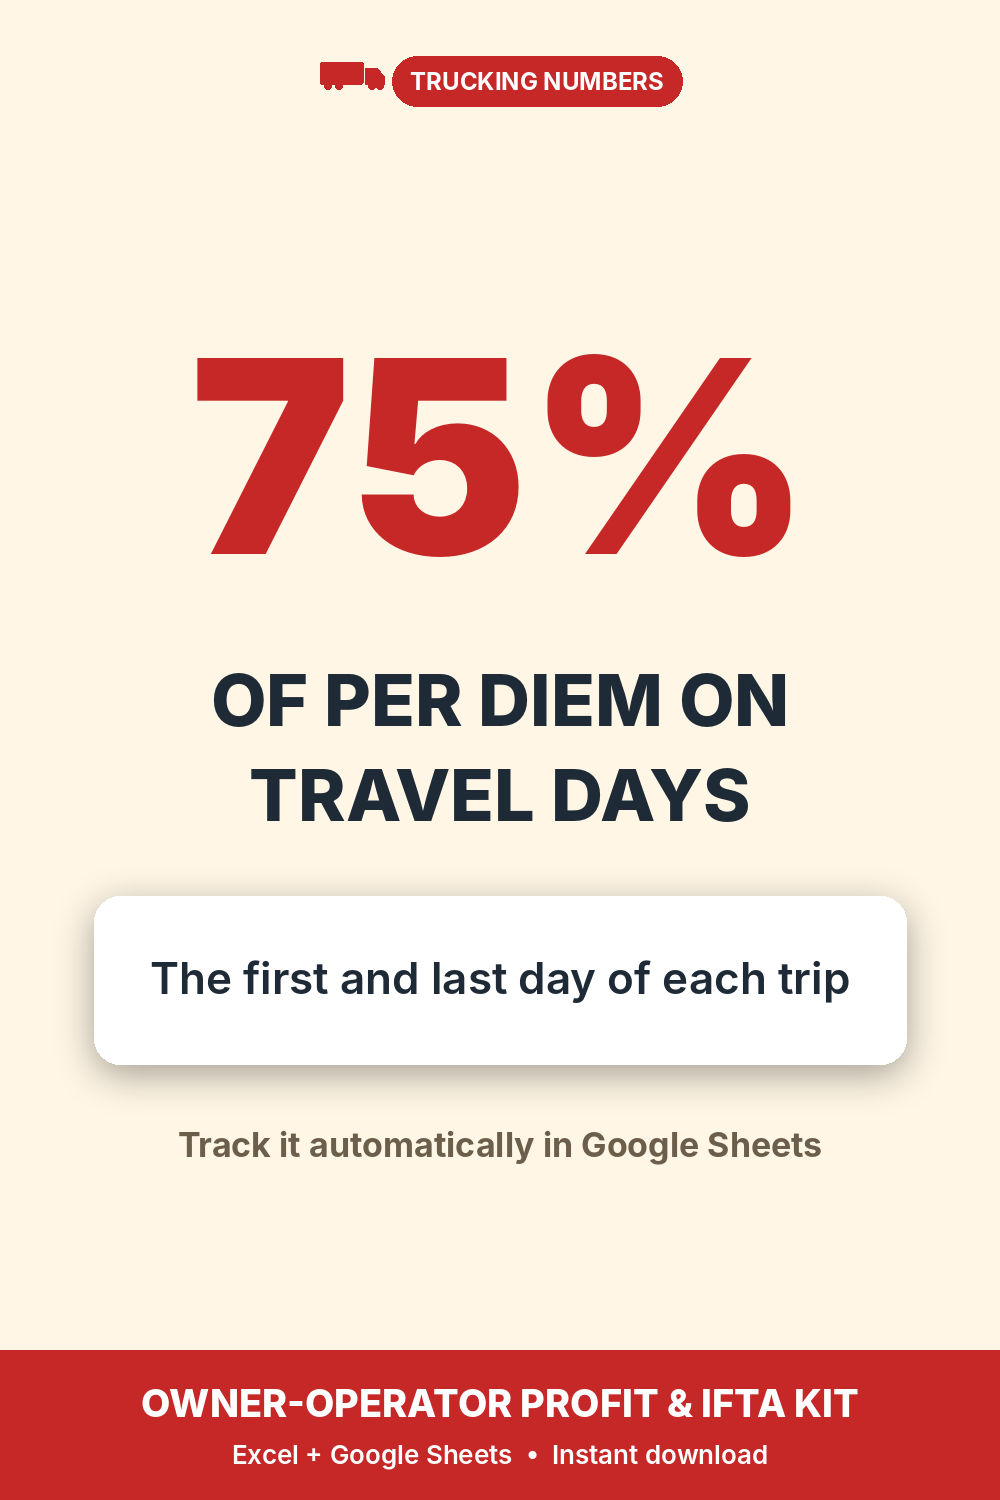 TRUCKING NUMBERS
75%
OF PER DIEM ON
TRAVEL DAYS
The first and last day of each trip
Track it automatically in Google Sheets
OWNER-OPERATOR PROFIT & IFTA KIT
Excel + Google Sheets • Instant download